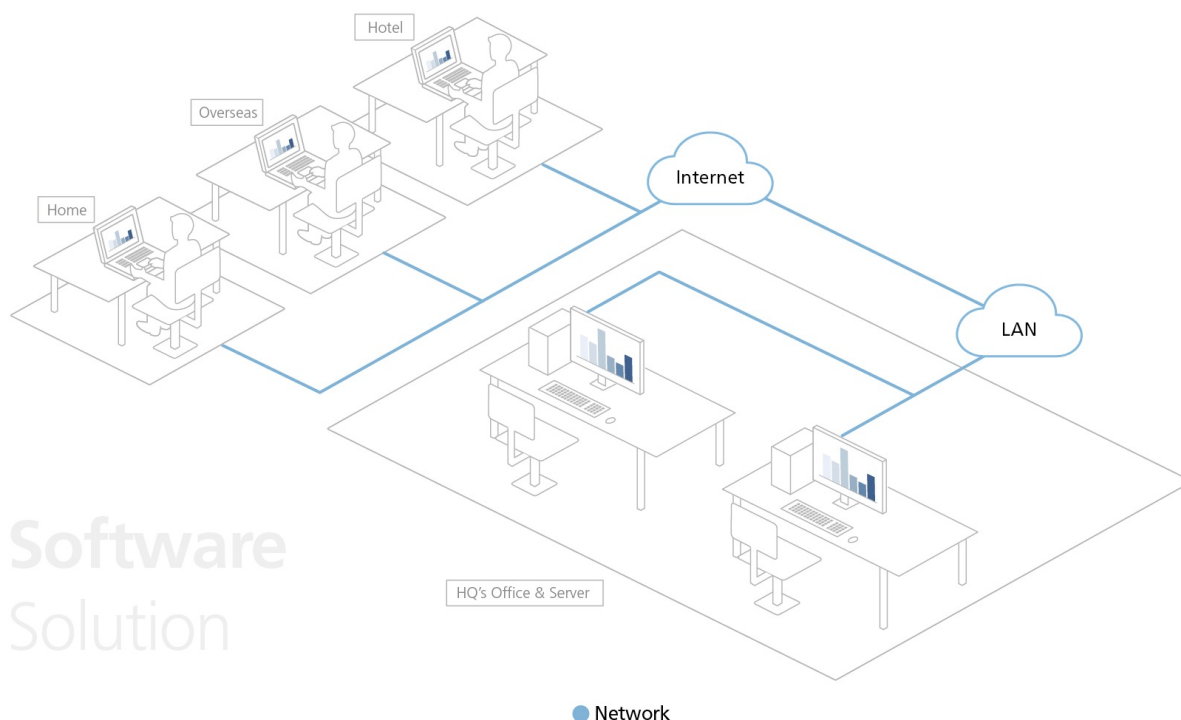 Hotel
Overseas
Home
Internet
LAN
HQ's Office & Server
Software
Solution
Network